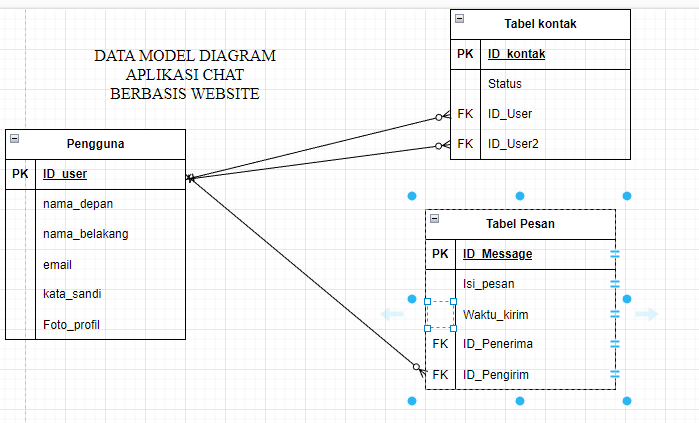 DATA MODEL DIAGRAM
APLIKASI CHAT
BERBASIS WEBSITE
Tabel kontak
PK ID_kontak
Status
FK ID_User
FK ID_User2
Pengguna
PK ID_user
nama_depan
nama_belakang
email
kata_sandi
Foto_profil
Tabel Pesan
PK ID_Message
Isi_pesan
Waktu_kirim
FK ID_Penerima
FK ID_Pengirim